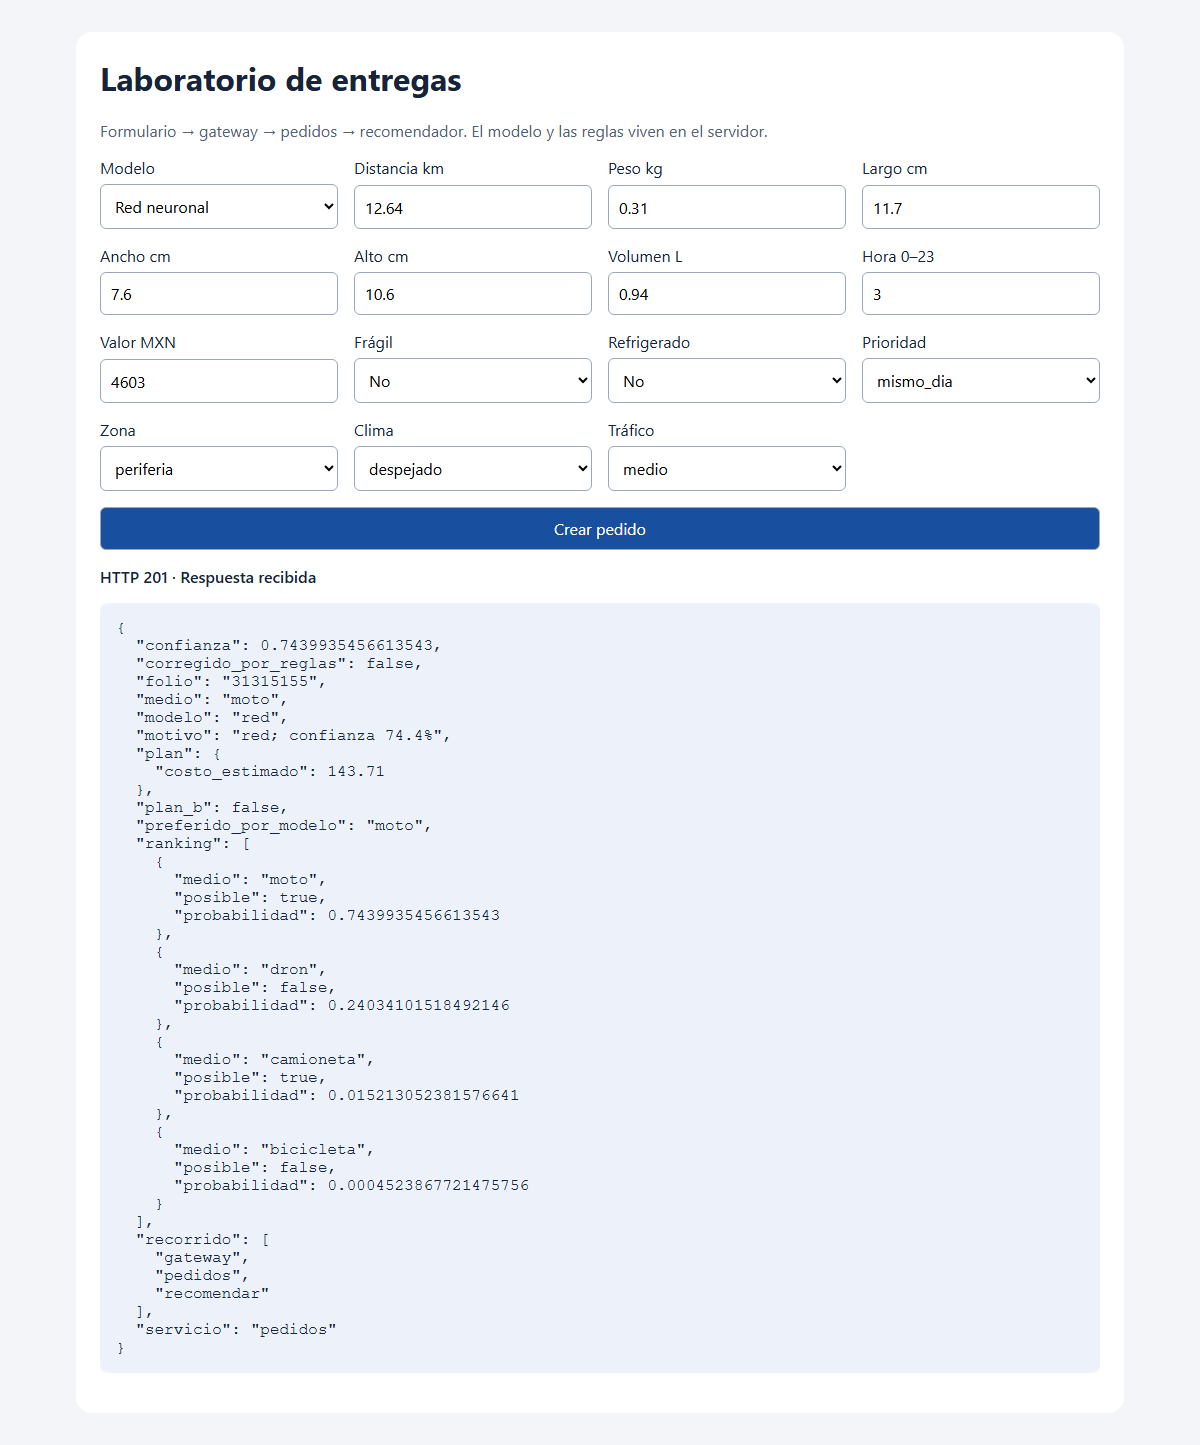 Laboratorio de entregas
Formulario → gateway → pedidos → recomendador. El modelo y las reglas viven en el servidor.
Modelo Distancia km Peso kg Largo cm
Red neuronal 12.64 0.31 11.7
Ancho cm Alto cm Volumen L Hora 0–23
7.6 10.6 0.94 3
Valor MXN Frágil Refrigerado Prioridad
4603 No No mismo_dia
Zona Clima Tráfico
periferia despejado medio
Crear pedido
HTTP 201 · Respuesta recibida
{
  "confianza": 0.7439935456613543,
  "corregido_por_reglas": false,
  "folio": "31315155",
  "medio": "moto",
  "modelo": "red",
  "motivo": "red; confianza 74.4%",
  "plan": {
    "costo_estimado": 143.71
  },
  "plan_b": false,
  "preferido_por_modelo": "moto",
  "ranking": [
    {
      "medio": "moto",
      "posible": true,
      "probabilidad": 0.7439935456613543
    },
    {
      "medio": "dron",
      "posible": false,
      "probabilidad": 0.24034101518492146
    },
    {
      "medio": "camioneta",
      "posible": true,
      "probabilidad": 0.015213052381576641
    },
    {
      "medio": "bicicleta",
      "posible": false,
      "probabilidad": 0.0004523867721475756
    }
  ],
  "recorrido": [
    "gateway",
    "pedidos",
    "recomendar"
  ],
  "servicio": "pedidos"
}